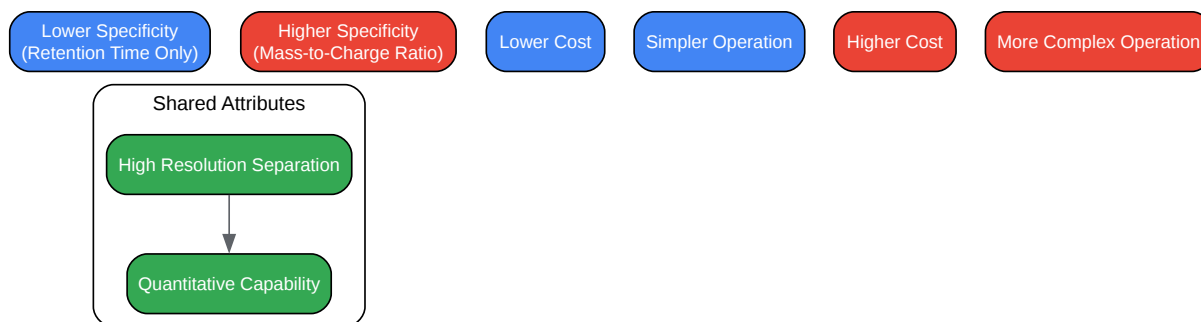 Lower Specificity
(Retention Time Only)
Higher Specificity
(Mass-to-Charge Ratio)
Lower Cost
Simpler Operation
Higher Cost
More Complex Operation
Shared Attributes
High Resolution Separation
Quantitative Capability